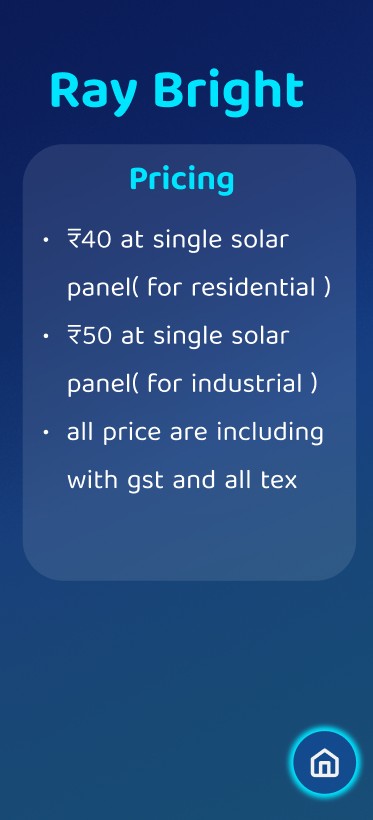 Ray Bright
Pricing
• ₹40 at single solar
panel( for residential )
• ₹50 at single solar
panel( for industrial )
• all price are including
with gst and all tex